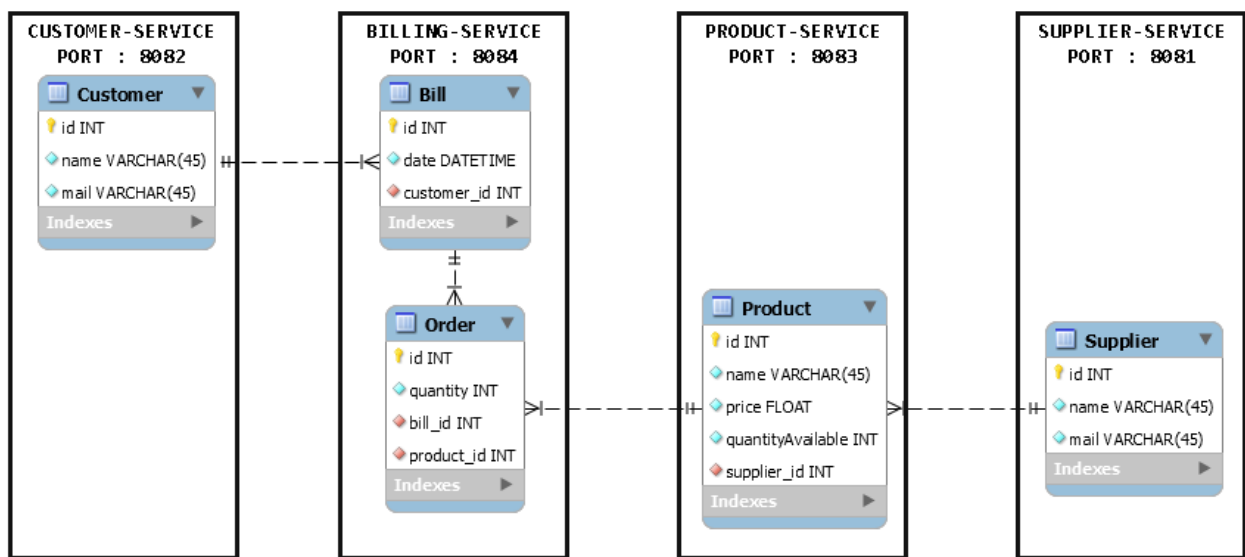 CUSTOMER-SERVICE
PORT : 8082
Customer
id INT
name VARCHAR(45)
mail VARCHAR(45)
Indexes
BILLING-SERVICE
PORT : 8084
Bill
id INT
date DATETIME
customer_id INT
Indexes
Order
id INT
quantity INT
bill_id INT
product_id INT
Indexes
PRODUCT-SERVICE
PORT : 8083
Product
id INT
name VARCHAR(45)
price FLOAT
quantityAvailable INT
supplier_id INT
Indexes
SUPPLIER-SERVICE
PORT : 8081
Supplier
id INT
name VARCHAR(45)
mail VARCHAR(45)
Indexes